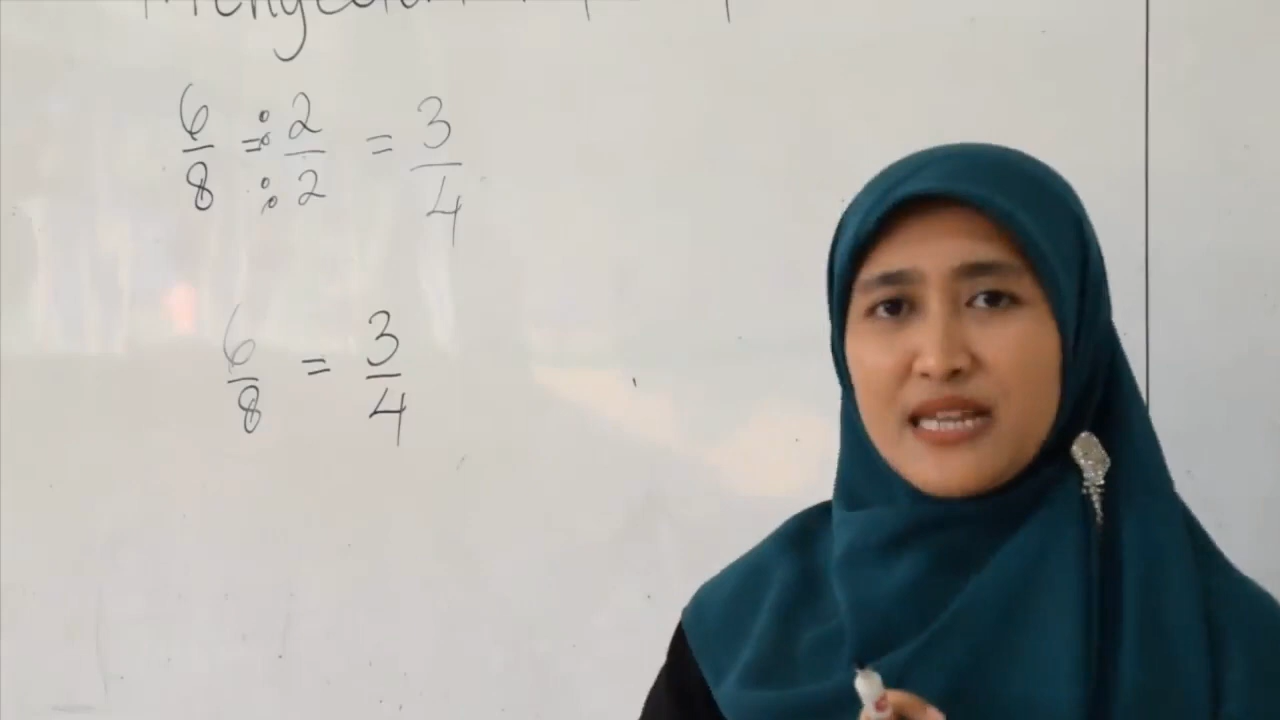 6/8 ÷ 2/2 = 3/4
6/8 = 3/4